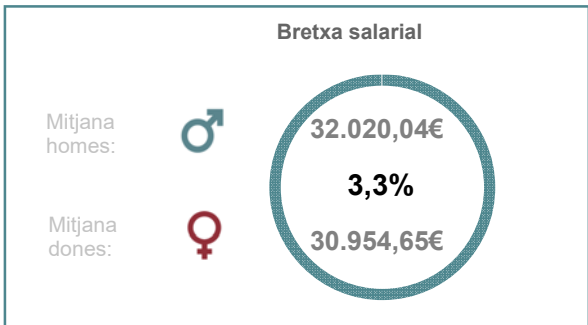 Bretxa salarial
Mitjana
homes:
32.020,04€
3,3%
Mitjana
dones:
30.954,65€